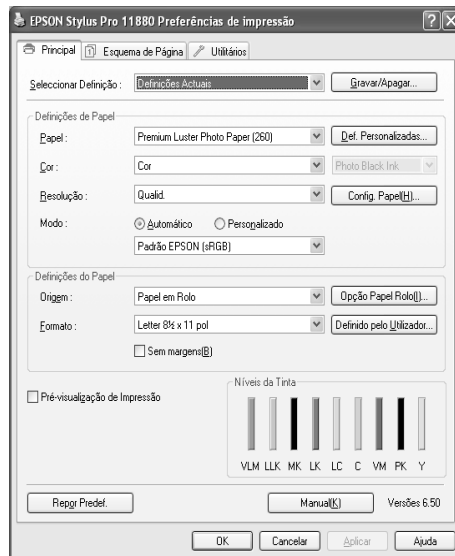 EPSON Stylus Pro 11880 Preferências de impressão
Principal Esquema de Página Utilitários
Seleccionar Definição : Definições Actuais Gravar/Apagar...
Definições de Papel
Papel : Premium Luster Photo Paper (260) Def. Personalizadas...
Cor : Cor Photo Black Ink
Resolução : Qualid. Config. Papel(H)...
Modo : Automático Personalizado
Padrão EPSON (sRGB)
Definições do Papel
Origem : Papel em Rolo Opção Papel Rolo(I)...
Formato : Letter 8½ x 11 pol Definido pelo Utilizador...
Sem margens(B)
Pré-visualização de Impressão
Níveis da Tinta
VLM LLK MK LK LC C VM PK Y
Repor Predef. Manual(K) Versões 6.50
OK Cancelar Aplicar Ajuda